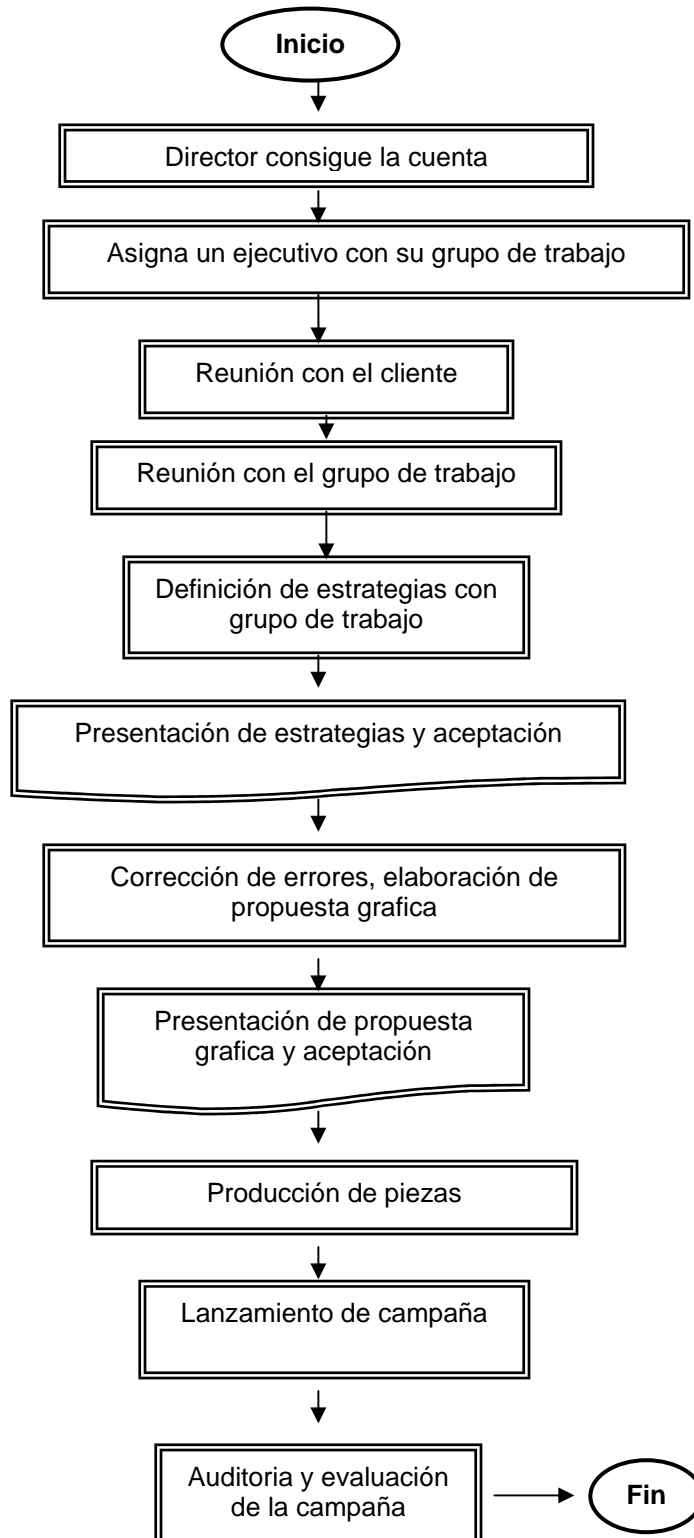 Inicio
Director consigue la cuenta
Asigna un ejecutivo con su grupo de trabajo
Reunión con el cliente
Reunión con el grupo de trabajo
Definición de estrategias con
grupo de trabajo
Presentación de estrategias y aceptación
Corrección de errores, elaboración de
propuesta grafica
Presentación de propuesta
grafica y aceptación
Producción de piezas
Lanzamiento de campaña
Auditoria y evaluación
de la campaña
Fin